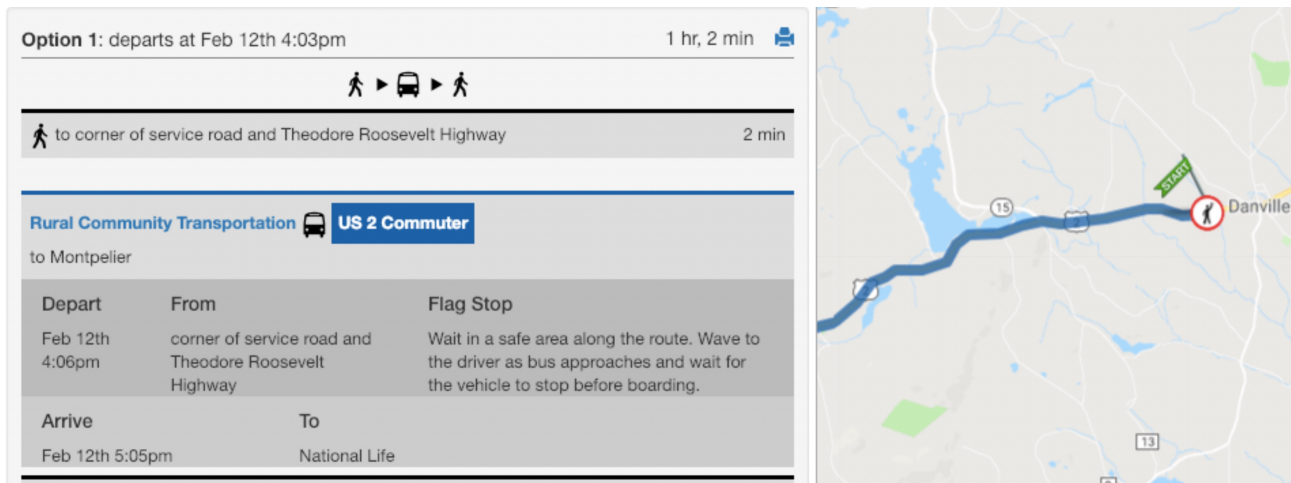 Option 1: departs at Feb 12th 4:03pm 1 hr, 2 min
to corner of service road and Theodore Roosevelt Highway 2 min
Rural Community Transportation US 2 Commuter
to Montpelier
Depart From Flag Stop
Feb 12th corner of service road and Wait in a safe area along the route. Wave to
4:06pm Theodore Roosevelt the driver as bus approaches and wait for
Highway the vehicle to stop before boarding.
Arrive To
Feb 12th 5:05pm National Life
START
15
Danville
2
2
13